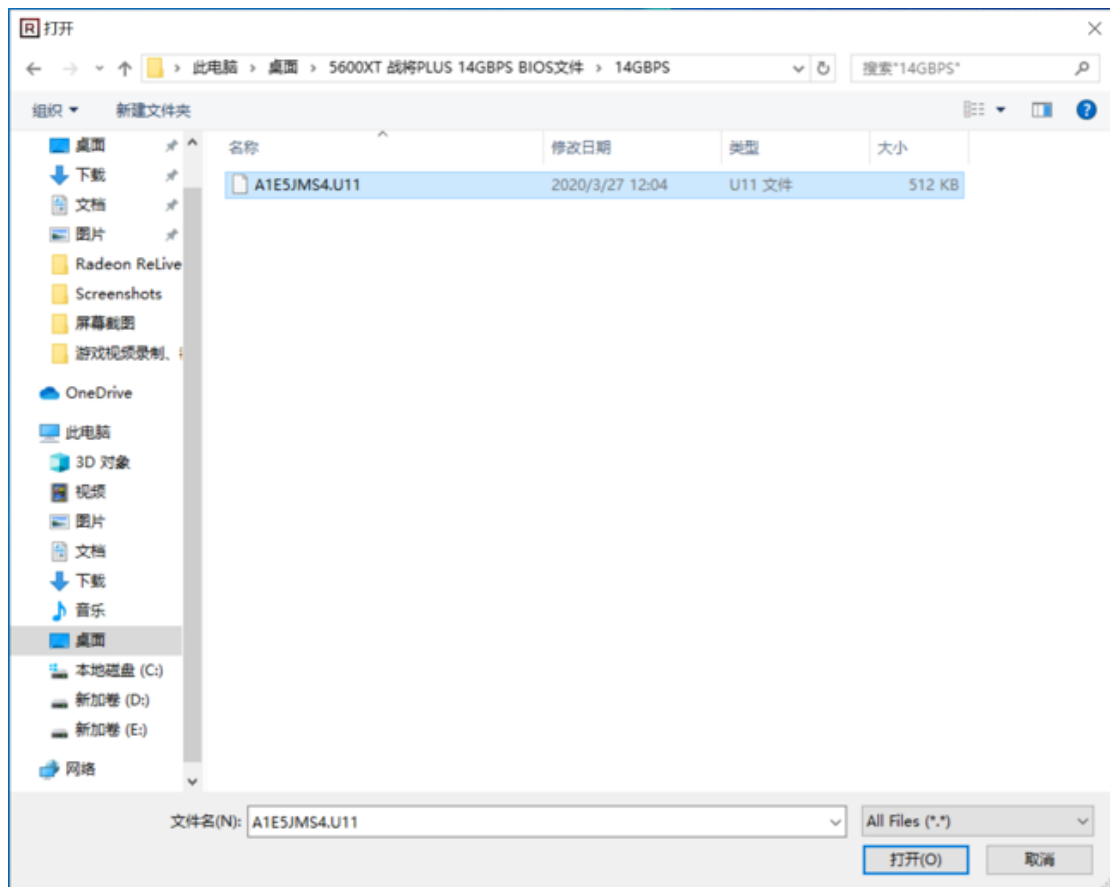 R 打开
此电脑 > 桌面 > 5600XT 战将PLUS 14GBPS BIOS文件 > 14GBPS
搜索"14GBPS"
组织 新建文件夹
名称 修改日期 类型 大小
A1E5JMS4.U11 2020/3/27 12:04 U11 文件 512 KB
桌面
下载
文档
图片
Radeon ReLive
Screenshots
屏幕截图
游戏视频录制、
OneDrive
此电脑
3D 对象
视频
图片
文档
下载
音乐
桌面
本地磁盘 (C:)
新加卷 (D:)
新加卷 (E:)
网络
文件名(N): A1E5JMS4.U11 All Files (*.*)
打开(O) 取消